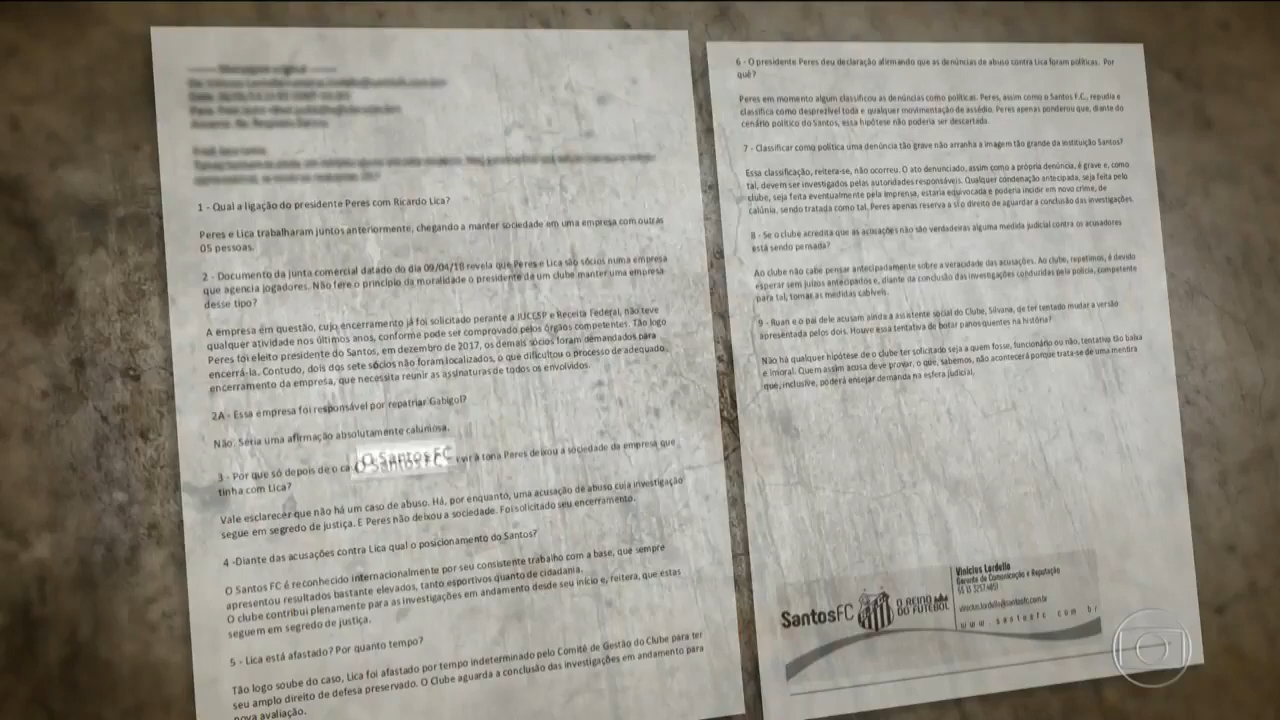 1 - Qual a ligação do presidente Peres com Ricardo Lica?
Peres e Lica trabalharam juntos anteriormente, chegando a manter sociedade em uma empresa com outras
05 pessoas.
2 - Documento da junta comercial datado do dia 09/04/18 revela que Peres e Lica são sócios numa empresa
que agencia jogadores. Não fere o princípio da moralidade o presidente de um clube manter uma empresa
desse tipo?
A empresa em questão, cujo encerramento já foi solicitado perante a JUCESP e Receita Federal, não teve
qualquer atividade nos últimos anos, conforme pode ser comprovado pelos órgãos competentes. Tão logo
Peres foi eleito presidente do Santos, em dezembro de 2017, os demais sócios foram demandados para
encerrá-la. Contudo, dois dos sete sócios não foram localizados, o que dificultou o processo de adequado
encerramento da empresa, que necessita reunir as assinaturas de todos os envolvidos.
2A - Essa empresa foi responsável por repatriar Gabigol?
Não. Seria uma afirmação absolutamente caluniosa.
3 - Por que só depois de o ca O Santos FC à tona Peres deixou a sociedade da empresa que
tinha com Lica?
Vale esclarecer que não há um caso de abuso. Há, por enquanto, uma acusação de abuso cuja investigação
segue em segredo de justiça. E Peres não deixou a sociedade. Foi solicitado seu encerramento.
4 -Diante das acusações contra Lica qual o posicionamento do Santos?
O Santos FC é reconhecido internacionalmente por seu consistente trabalho com a base, que sempre
apresentou resultados bastante elevados, tanto esportivos quanto de cidadania.
O clube contribui plenamente para as investigações em andamento desde seu início e, reitera, que estas
seguem em segredo de justiça.
5 - Lica está afastado? Por quanto tempo?
Tão logo soube do caso, Lica foi afastado por tempo indeterminado pelo Comitê de Gestão do Clube para ter
seu amplo direito de defesa preservado. O Clube aguarda a conclusão das investigações em andamento para
nova avaliação.
6 - O presidente Peres deu declaração afirmando que as denúncias de abuso contra Lica foram políticas. Por
quê?
Peres em momento algum classificou as denúncias como políticas. Peres, assim como o Santos F.C., repudia e
classifica como desprezível toda e qualquer movimentação de assédio. Peres apenas ponderou que, diante do
cenário político do Santos, essa hipótese não poderia ser descartada.
7 - Classificar como política uma denúncia tão grave não arranha a imagem tão grande da instituição Santos?
Essa classificação, reitera-se, não ocorreu. O ato denunciado, assim como a própria denúncia, é grave e, como
tal, devem ser investigados pelas autoridades responsáveis. Qualquer condenação antecipada, seja feita pelo
clube, seja feita eventualmente pela imprensa, estaria equivocada e poderia incidir em novo crime, de
calúnia, sendo tratada como tal. Peres apenas reserva a si o direito de aguardar a conclusão das investigações.
8 - Se o clube acredita que as acusações não são verdadeiras alguma medida judicial contra os acusadores
está sendo pensada?
Ao clube não cabe pensar antecipadamente sobre a veracidade das acusações. Ao clube, repetimos, é devido
esperar sem juízos antecipados e, diante da conclusão das investigações conduzidas pela polícia, competente
para tal, tomar as medidas cabíveis.
9 - Ruan e o pai dele acusam ainda a assistente social do Clube, Silvana, de ter tentado mudar a versão
apresentada pelos dois. Houve essa tentativa de botar panos quentes na história?
Não há qualquer hipótese de o clube ter solicitado seja a quem fosse, funcionário ou não, tentativa tão baixa
e imoral. Quem assim acusa deve provar, o que, sabemos, não acontecerá porque trata-se de uma mentira
que, inclusive, poderá ensejar demanda na esfera judicial.
SantosFC
O REINO
DO FUTEBOL
Vinicius Lordello
Gerente de Comunicação e Reputação
55 13 3257.4051
vinicius.lordello@santosfc.com.br
www.santosfc.com.br